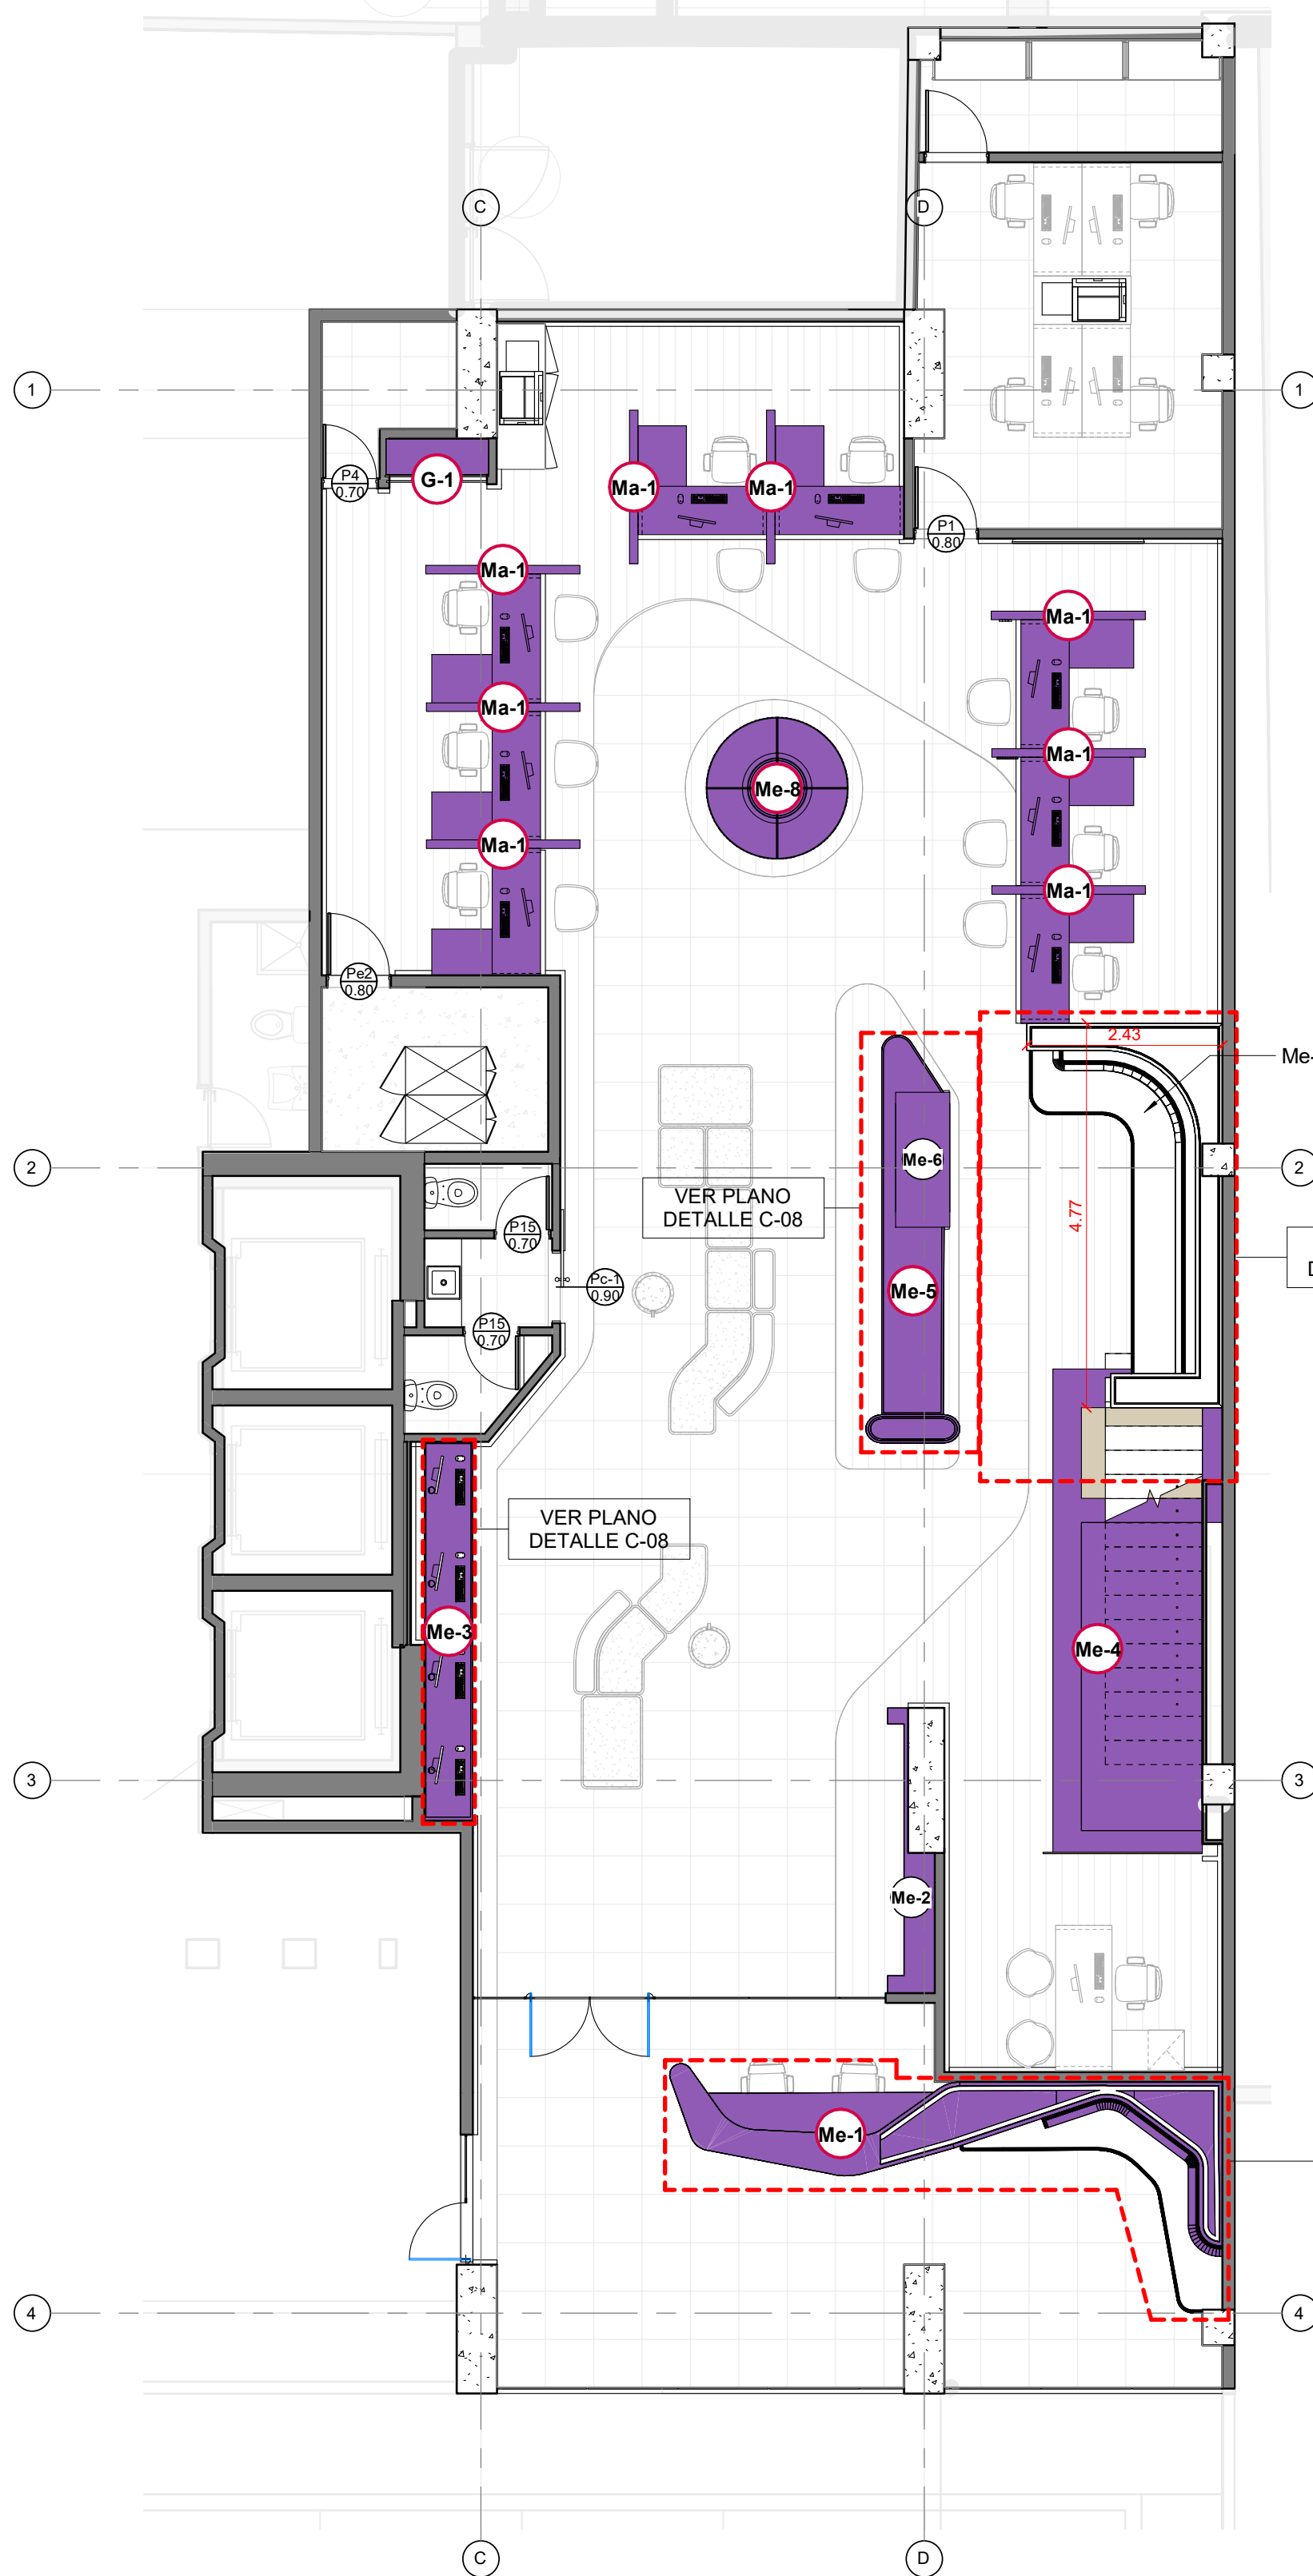 C
D
1
1
P4
0.70
G-1
Ma-1
Ma-1
P1
0.80
Ma-1
Ma-1
Ma-1
Ma-1
Me-8
Ma-1
Ma-1
Pe2
0.80
2.43
Me-
2
Me-6
2
VER PLANO
DETALLE C-08
4.77
P15
0.70
D
Pc-1
0.90
Me-5
P15
0.70
VER PLANO
DETALLE C-08
Me-3
Me-4
3
3
Me-2
Me-1
4
4
C
D